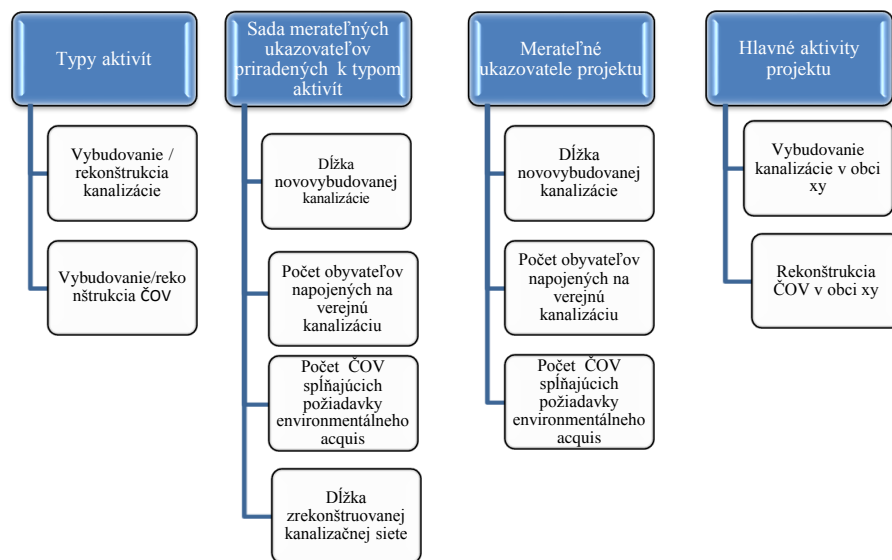 Typy aktivít
Vybudovanie /
rekonštrukcia
kanalizácie
Vybudovanie/reko
nštrukcia ČOV
Sada merateľných
ukazovateľov
priradených k typom
aktivít
Dĺžka
novovybudovanej
kanalizácie
Počet obyvateľov
napojených na
verejnú
kanalizáciu
Počet ČOV
spĺňajúcich
požiadavky
environmentálneho
acquis
Dĺžka
zrekonštruovanej
kanalizačnej siete
Merateľné
ukazovatele projektu
Dĺžka
novovybudovanej
kanalizácie
Počet obyvateľov
napojených na
verejnú
kanalizáciu
Počet ČOV
spĺňajúcich
požiadavky
environmentálneho
acquis
Hlavné aktivity
projektu
Vybudovanie
kanalizácie v obci
xy
Rekonštrukcia
ČOV v obci xy